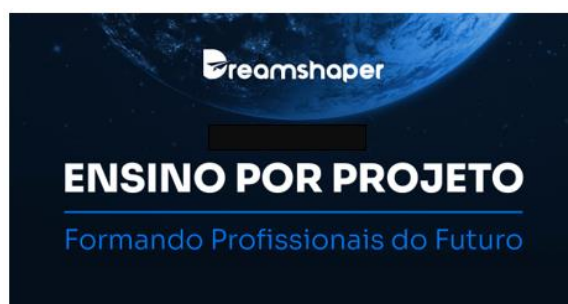 Dreamshaper
ENSINO POR PROJETO
Formando Profissionais do Futuro